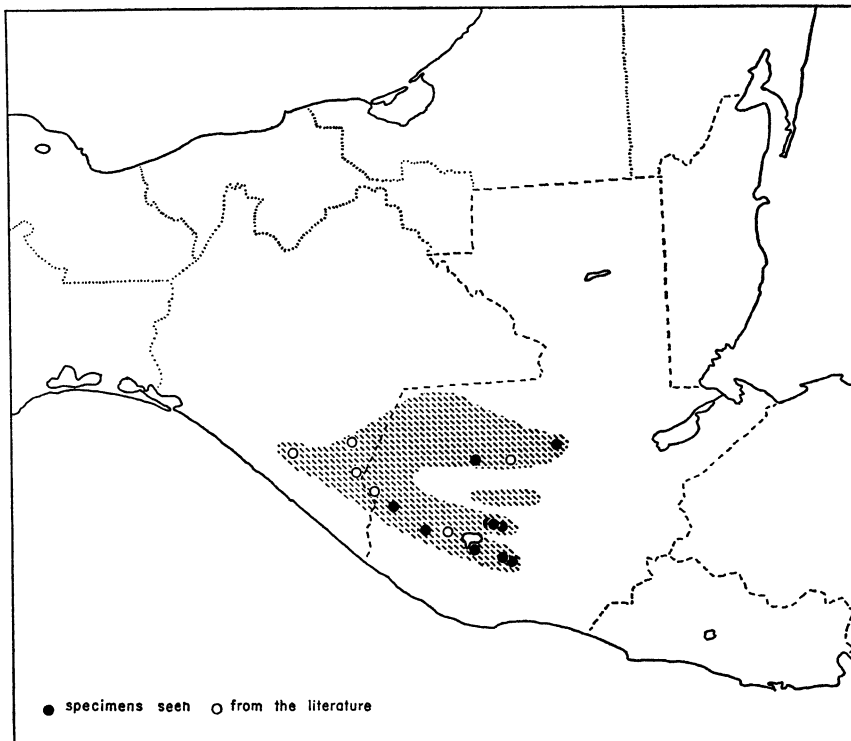 ● specimens seen ○ from the literature